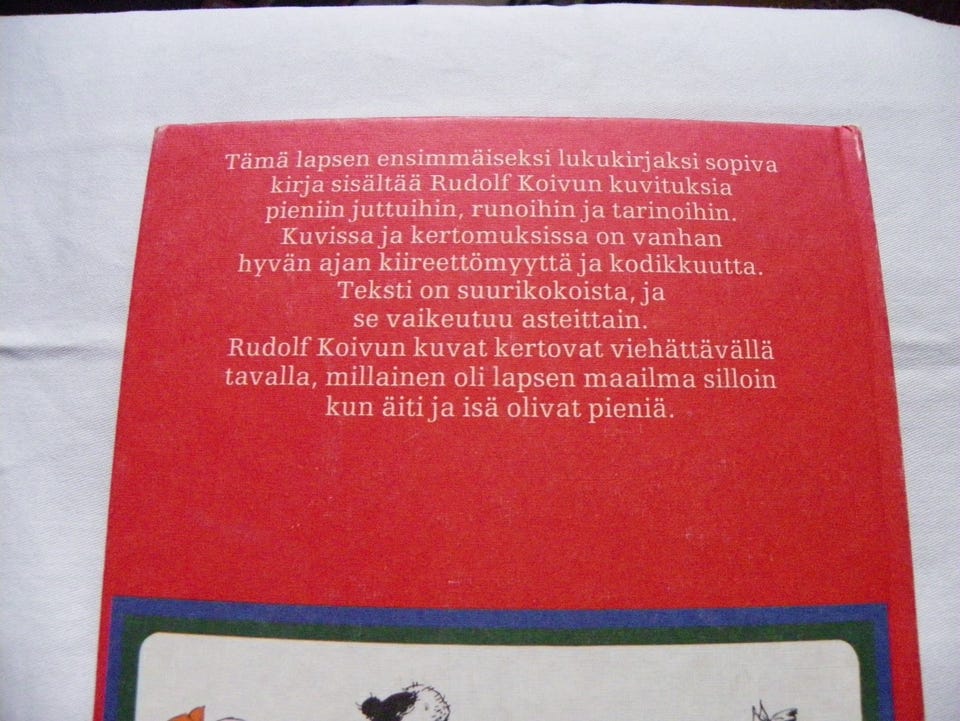 Tämä lapsen ensimmäiseksi lukukirjaksi sopiva
kirja sisältää Rudolf Koivun kuvituksia
pieniin juttuihin, runoihin ja tarinoihin.
Kuvissa ja kertomuksissa on vanhan
hyvän ajan kiireettömyyttä ja kodikkuutta.
Teksti on suurikokoista, ja
se vaikeutuu asteittain.
Rudolf Koivun kuvat kertovat viehättävällä
tavalla, millainen oli lapsen maailma silloin
kun äiti ja isä olivat pieniä.